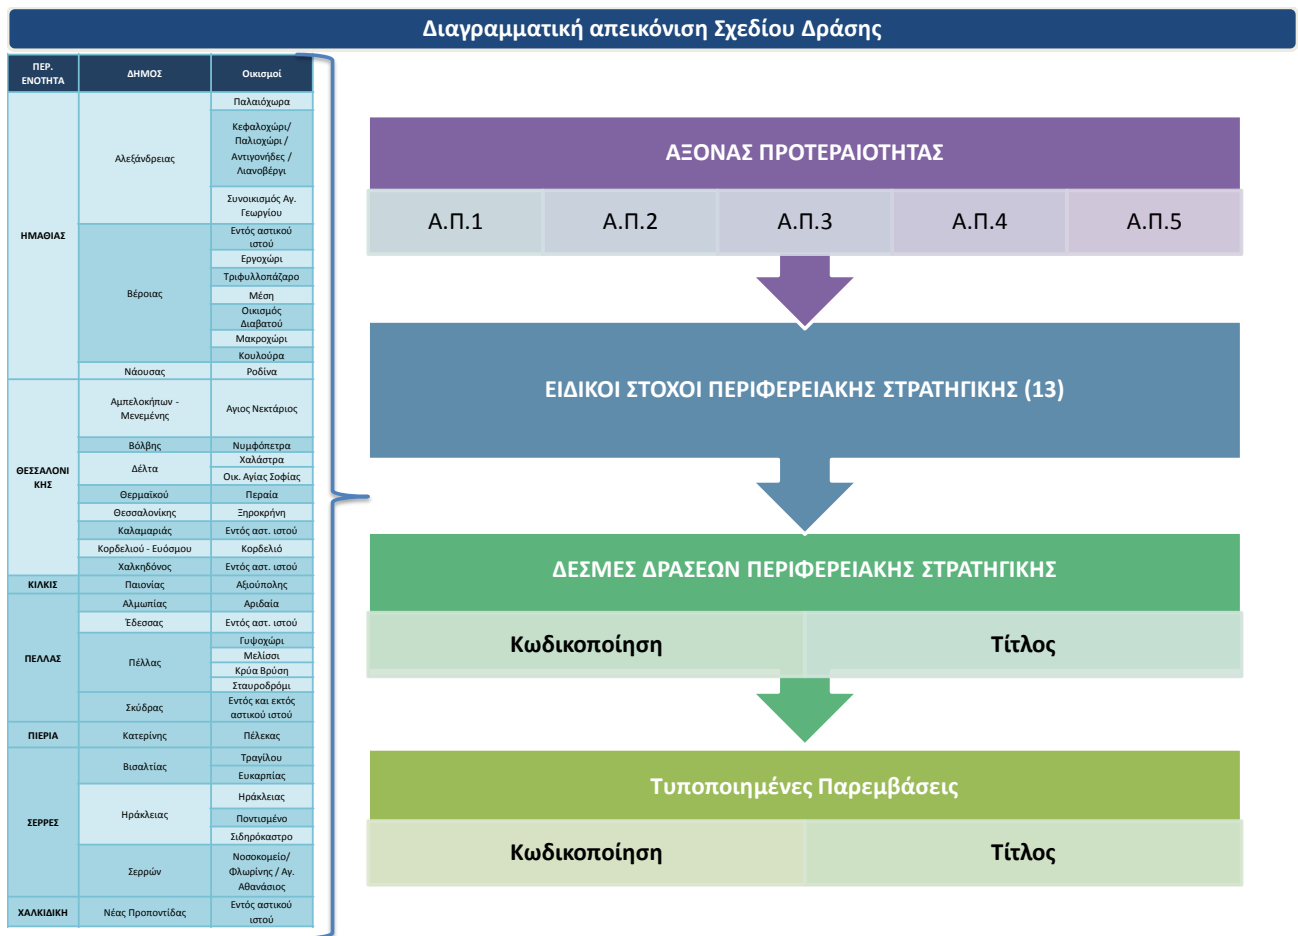 Διαγραμματική απεικόνιση Σχεδίου Δράσης
ΠΕΡ.
ΕΝΟΤΗΤΑ
ΔΗΜΟΣ
Οικισμοί
ΗΜΑΘΙΑΣ
Αλεξάνδρειας
Παλαιόχωρα
Κεφαλοχώρι/
Παλιοχώρι /
Αντιγονήδες /
Λιανοβέργι
Συνοικισμός Αγ.
Γεωργίου
Βέροιας
Εντός αστικού
ιστού
Εργοχώρι
Τριφυλλοπάζαρο
Μέση
Οικισμός
Διαβατού
Μακροχώρι
Κουλούρα
Νάουσας
Ροδίνα
ΘΕΣΣΑΛΟΝΙ
ΚΗΣ
Αμπελοκήπων -
Μενεμένης
Αγιος Νεκτάριος
Βόλβης
Νυμφόπετρα
Δέλτα
Χαλάστρα
Οικ. Αγίας Σοφίας
Θερμαϊκού
Περαία
Θεσσαλονίκης
Ξηροκρήνη
Καλαμαριάς
Εντός αστ. ιστού
Κορδελιού - Ευόσμου
Κορδελιό
Χαλκηδόνος
Εντός αστ. ιστού
ΚΙΛΚΙΣ
Παιονίας
Αξιούπολης
ΠΕΛΛΑΣ
Αλμωπίας
Αριδαία
Έδεσσας
Εντός αστ. ιστού
Πέλλας
Γυψοχώρι
Μελίσσι
Κρύα Βρύση
Σταυροδρόμι
Σκύδρας
Εντός και εκτός
αστικού ιστού
ΠΙΕΡΙΑ
Κατερίνης
Πέλεκας
ΣΕΡΡΕΣ
Βισαλτίας
Τραγίλου
Ευκαρπίας
Ηράκλειας
Ηράκλειας
Ποντισμένο
Σιδηρόκαστρο
Σερρών
Νοσοκομείο/
Φλωρίνης / Αγ.
Αθανάσιος
ΧΑΛΚΙΔΙΚΗ
Νέας Προποντίδας
Εντός αστικού
ιστού
ΑΞΟΝΑΣ ΠΡΟΤΕΡΑΙΟΤΗΤΑΣ
Α.Π.1 Α.Π.2 Α.Π.3 Α.Π.4 Α.Π.5
ΕΙΔΙΚΟΙ ΣΤΟΧΟΙ ΠΕΡΙΦΕΡΕΙΑΚΗΣ ΣΤΡΑΤΗΓΙΚΗΣ (13)
ΔΕΣΜΕΣ ΔΡΑΣΕΩΝ ΠΕΡΙΦΕΡΕΙΑΚΗΣ ΣΤΡΑΤΗΓΙΚΗΣ
Κωδικοποίηση Τίτλος
Τυποποιημένες Παρεμβάσεις
Κωδικοποίηση Τίτλος